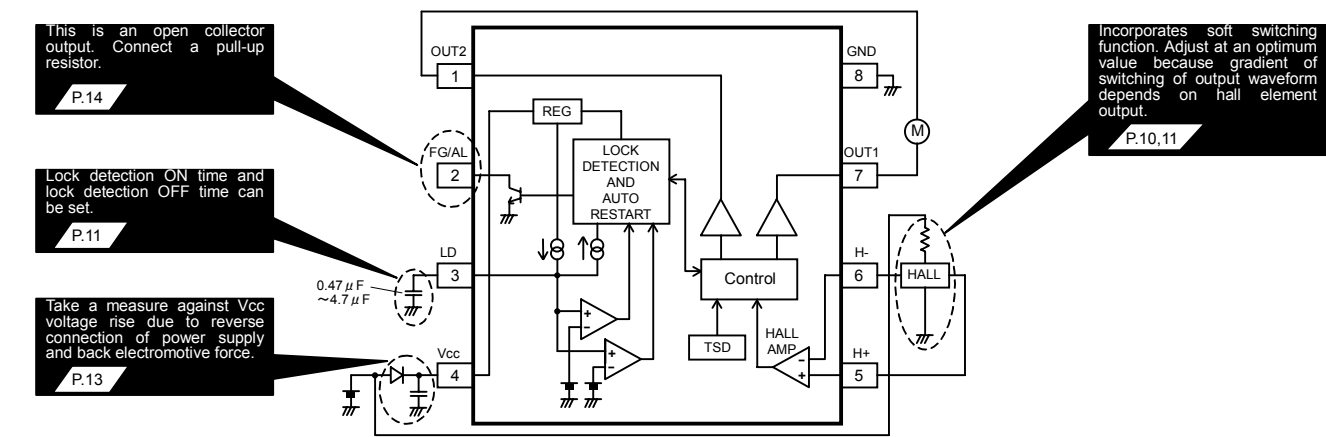 This is an open collector
output. Connect a pull-up
resistor.
P.14
Lock detection ON time and
lock detection OFF time can
be set.
P.11
Take a measure against Vcc
voltage rise due to reverse
connection of power supply
and back electromotive force.
P.13
0.47μF
～4.7μF
OUT2
1
FG/AL
2
LD
3
Vcc
4
REG
LOCK
DETECTION
AND
AUTO
RESTART
+
−
+
−
Control
TSD
HALL
AMP
−
+
GND
8
OUT1
7
H-
6
H+
5
M
HALL
Incorporates soft switching
function. Adjust at an optimum
value because gradient of
switching of output waveform
depends on hall element
output.
P.10,11